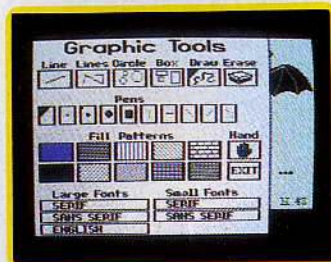 Graphic Tools
Line Lines Circle Box Draw Erase
Pens
Fill Patterns Hand
EXIT
Large Fonts Small Fonts
SERIF SERIF
SANS SERIF SANS SERIF
ENGLISH